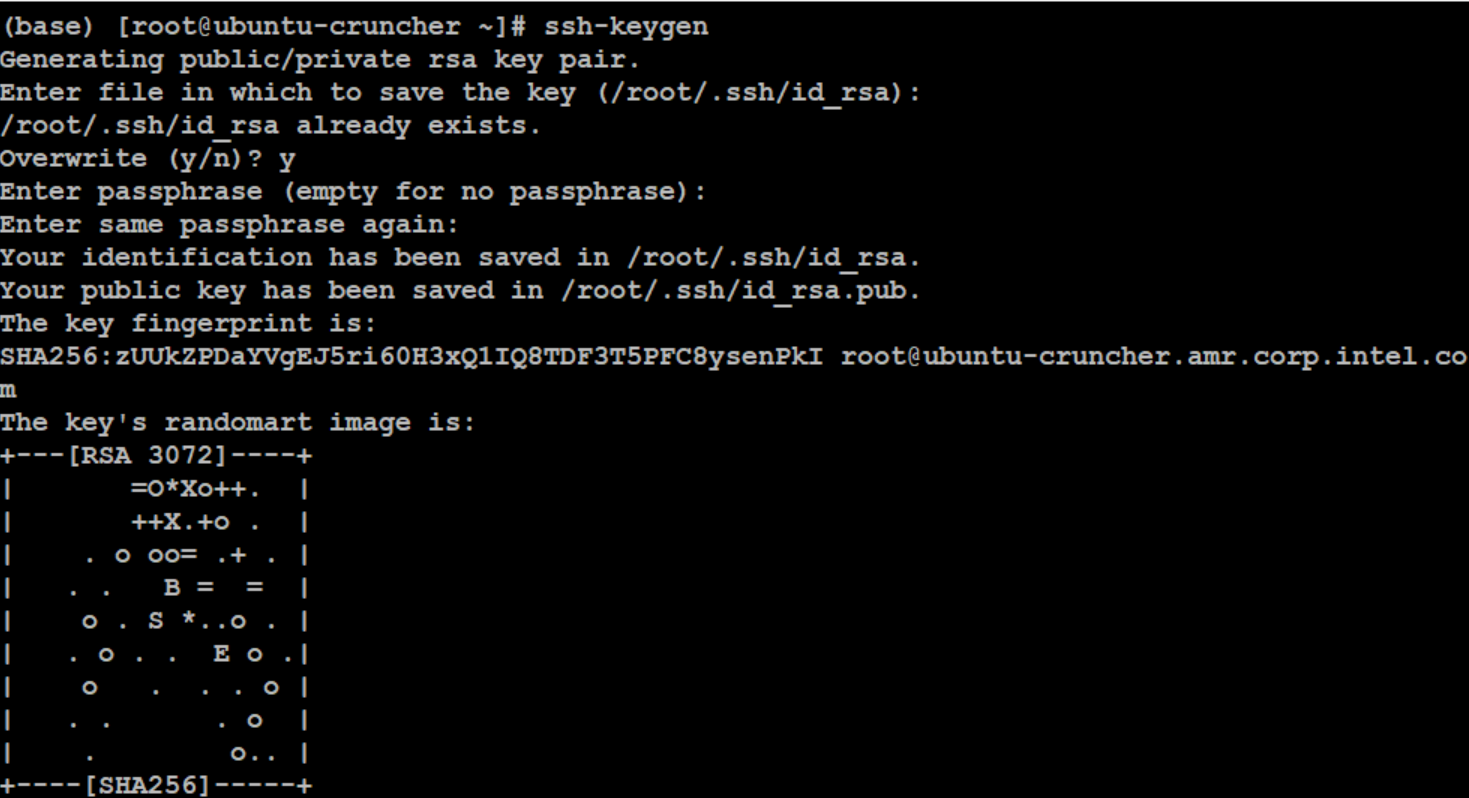 (base) [root@ubuntu-cruncher ~]# ssh-keygen
Generating public/private rsa key pair.
Enter file in which to save the key (/root/.ssh/id_rsa):
/root/.ssh/id_rsa already exists.
Overwrite (y/n)? y
Enter passphrase (empty for no passphrase):
Enter same passphrase again:
Your identification has been saved in /root/.ssh/id_rsa.
Your public key has been saved in /root/.ssh/id_rsa.pub.
The key fingerprint is:
SHA256:zUUkZPDaYVgEJ5ri60H3xQ1IQ8TDF3T5PFC8ysenPkI root@ubuntu-cruncher.amr.corp.intel.co
m
The key's randomart image is:
+---[RSA 3072]----+
|       =O*Xo++.  |
|       ++X.+o .  |
|    . o oo= .+ . |
|   . .   B =  =  |
|    o . S *..o . |
|   . o . .  E o .|
|    o   .  . . o |
|   . .      . o  |
|    .        o.. |
+----[SHA256]-----+